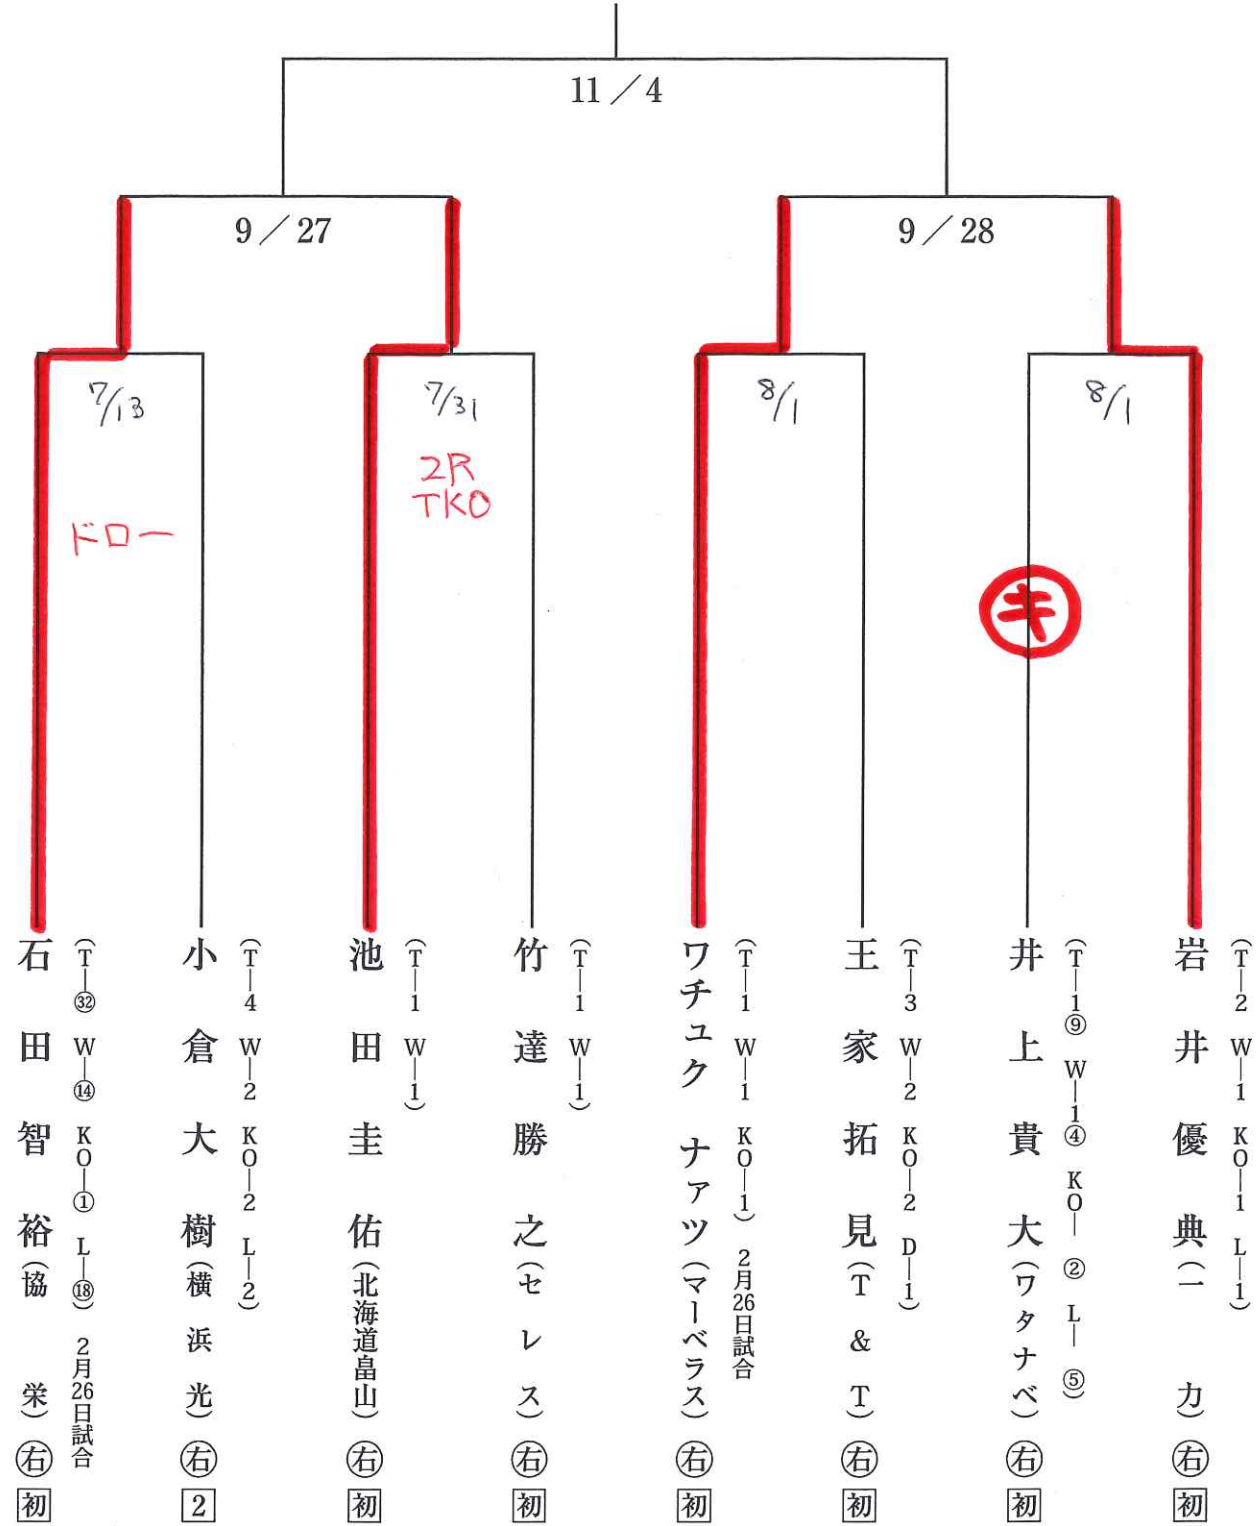 11／4
9／27
9／28
7/13
7/31
8/1
8/1
ドロー
2R
TKO
キ
石田智裕（協栄）右 初
（T―㉜ W―⑭ KO―① L―⑱） 2月26日試合
小倉大樹（横浜光）右 2
（T―4 W―2 KO―2 L―2）
池田圭佑（北海道畠山）右 初
（T―1 W―1）
竹達勝之（セレス）右 初
（T―1 W―1）
ワチュク ナァツ（マーベラス）右 初
（T―1 W―1 KO―1） 2月26日試合
王家拓見（T&T）右 初
（T―3 W―2 KO―2 D―1）
井上貴大（ワタナベ）右 初
（T―1⑨ W―1④ KO―② L―⑤）
岩井優典（一力）右 初
（T―2 W―1 KO―1 L―1）